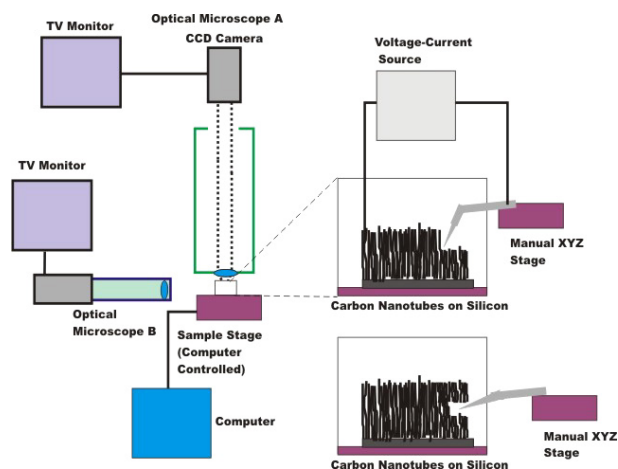 Optical Microscope A
CCD Camera
TV Monitor
Voltage-Current
Source
TV Monitor
Manual XYZ
Stage
Carbon Nanotubes on Silicon
Optical
Microscope B
Sample Stage
(Computer
Controlled)
Computer
Manual XYZ
Stage
Carbon Nanotubes on Silicon